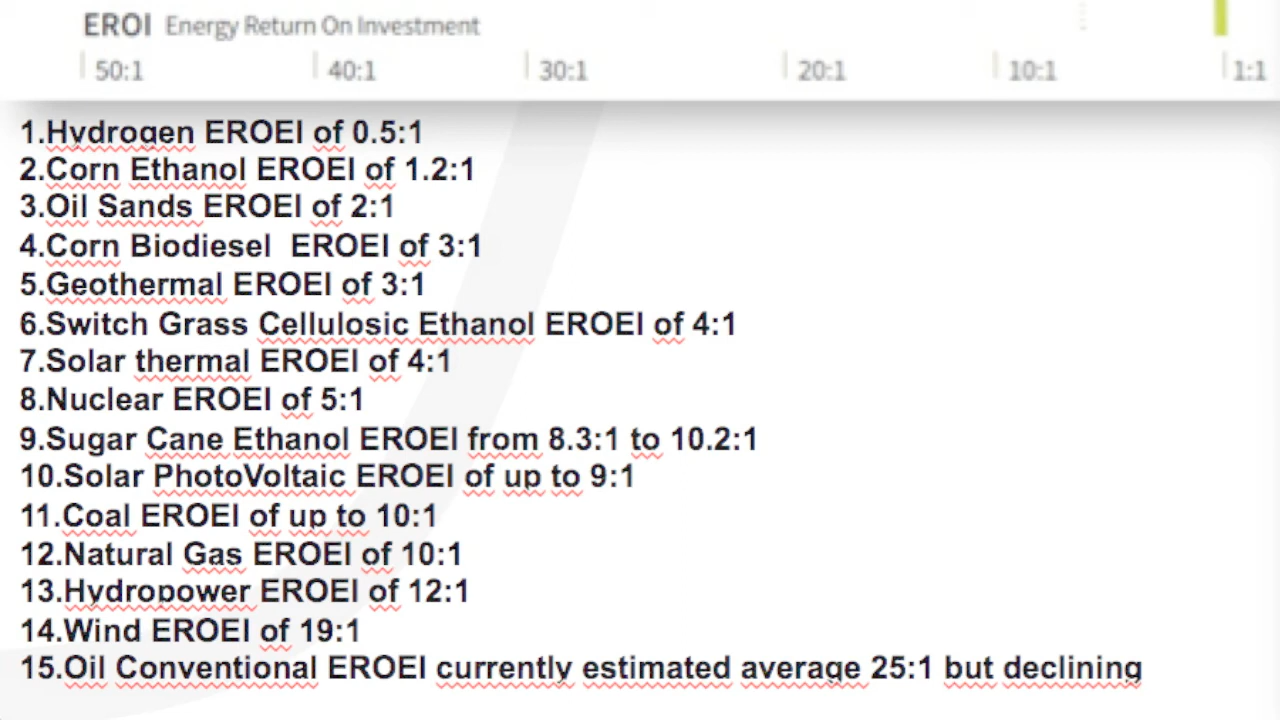 EROI Energy Return On Investment
50:1 40:1 30:1 20:1 10:1 1:1
1.Hydrogen EROEI of 0.5:1
2.Corn Ethanol EROEI of 1.2:1
3.Oil Sands EROEI of 2:1
4.Corn Biodiesel  EROEI of 3:1
5.Geothermal EROEI of 3:1
6.Switch Grass Cellulosic Ethanol EROEI of 4:1
7.Solar thermal EROEI of 4:1
8.Nuclear EROEI of 5:1
9.Sugar Cane Ethanol EROEI from 8.3:1 to 10.2:1
10.Solar PhotoVoltaic EROEI of up to 9:1
11.Coal EROEI of up to 10:1
12.Natural Gas EROEI of 10:1
13.Hydropower EROEI of 12:1
14.Wind EROEI of 19:1
15.Oil Conventional EROEI currently estimated average 25:1 but declining